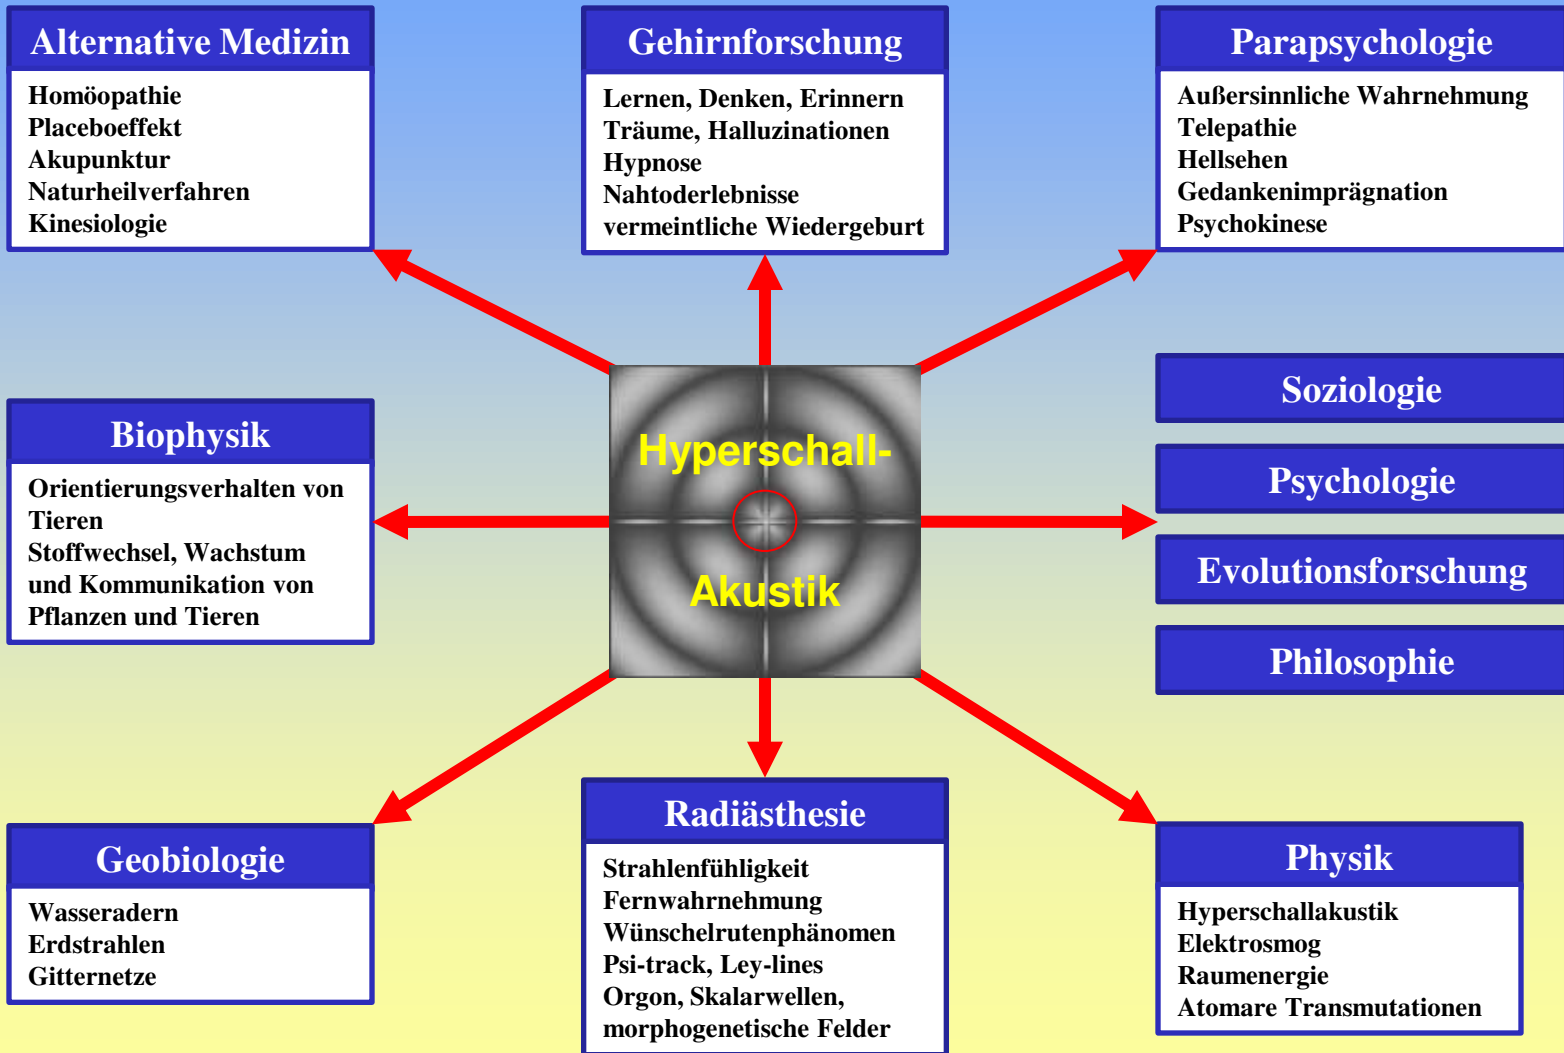 Alternative Medizin
Homöopathie
Placeboeffekt
Akupunktur
Naturheilverfahren
Kinesiologie
Gehirnforschung
Lernen, Denken, Erinnern
Träume, Halluzinationen
Hypnose
Nahtoderlebnisse
vermeintliche Wiedergeburt
Parapsychologie
Außersinnliche Wahrnehmung
Telepathie
Hellsehen
Gedankenimprägnation
Psychokinese
Biophysik
Orientierungsverhalten von
Tieren
Stoffwechsel, Wachstum
und Kommunikation von
Pflanzen und Tieren
Hyperschall-
Akustik
Soziologie
Psychologie
Evolutionsforschung
Philosophie
Geobiologie
Wasseradern
Erdstrahlen
Gitternetze
Radiästhesie
Strahlenfühligkeit
Fernwahrnehmung
Wünschelrutenphänomen
Psi-track, Ley-lines
Orgon, Skalarwellen,
morphogenetische Felder
Physik
Hyperschallakustik
Elektrosmog
Raumenergie
Atomare Transmutationen